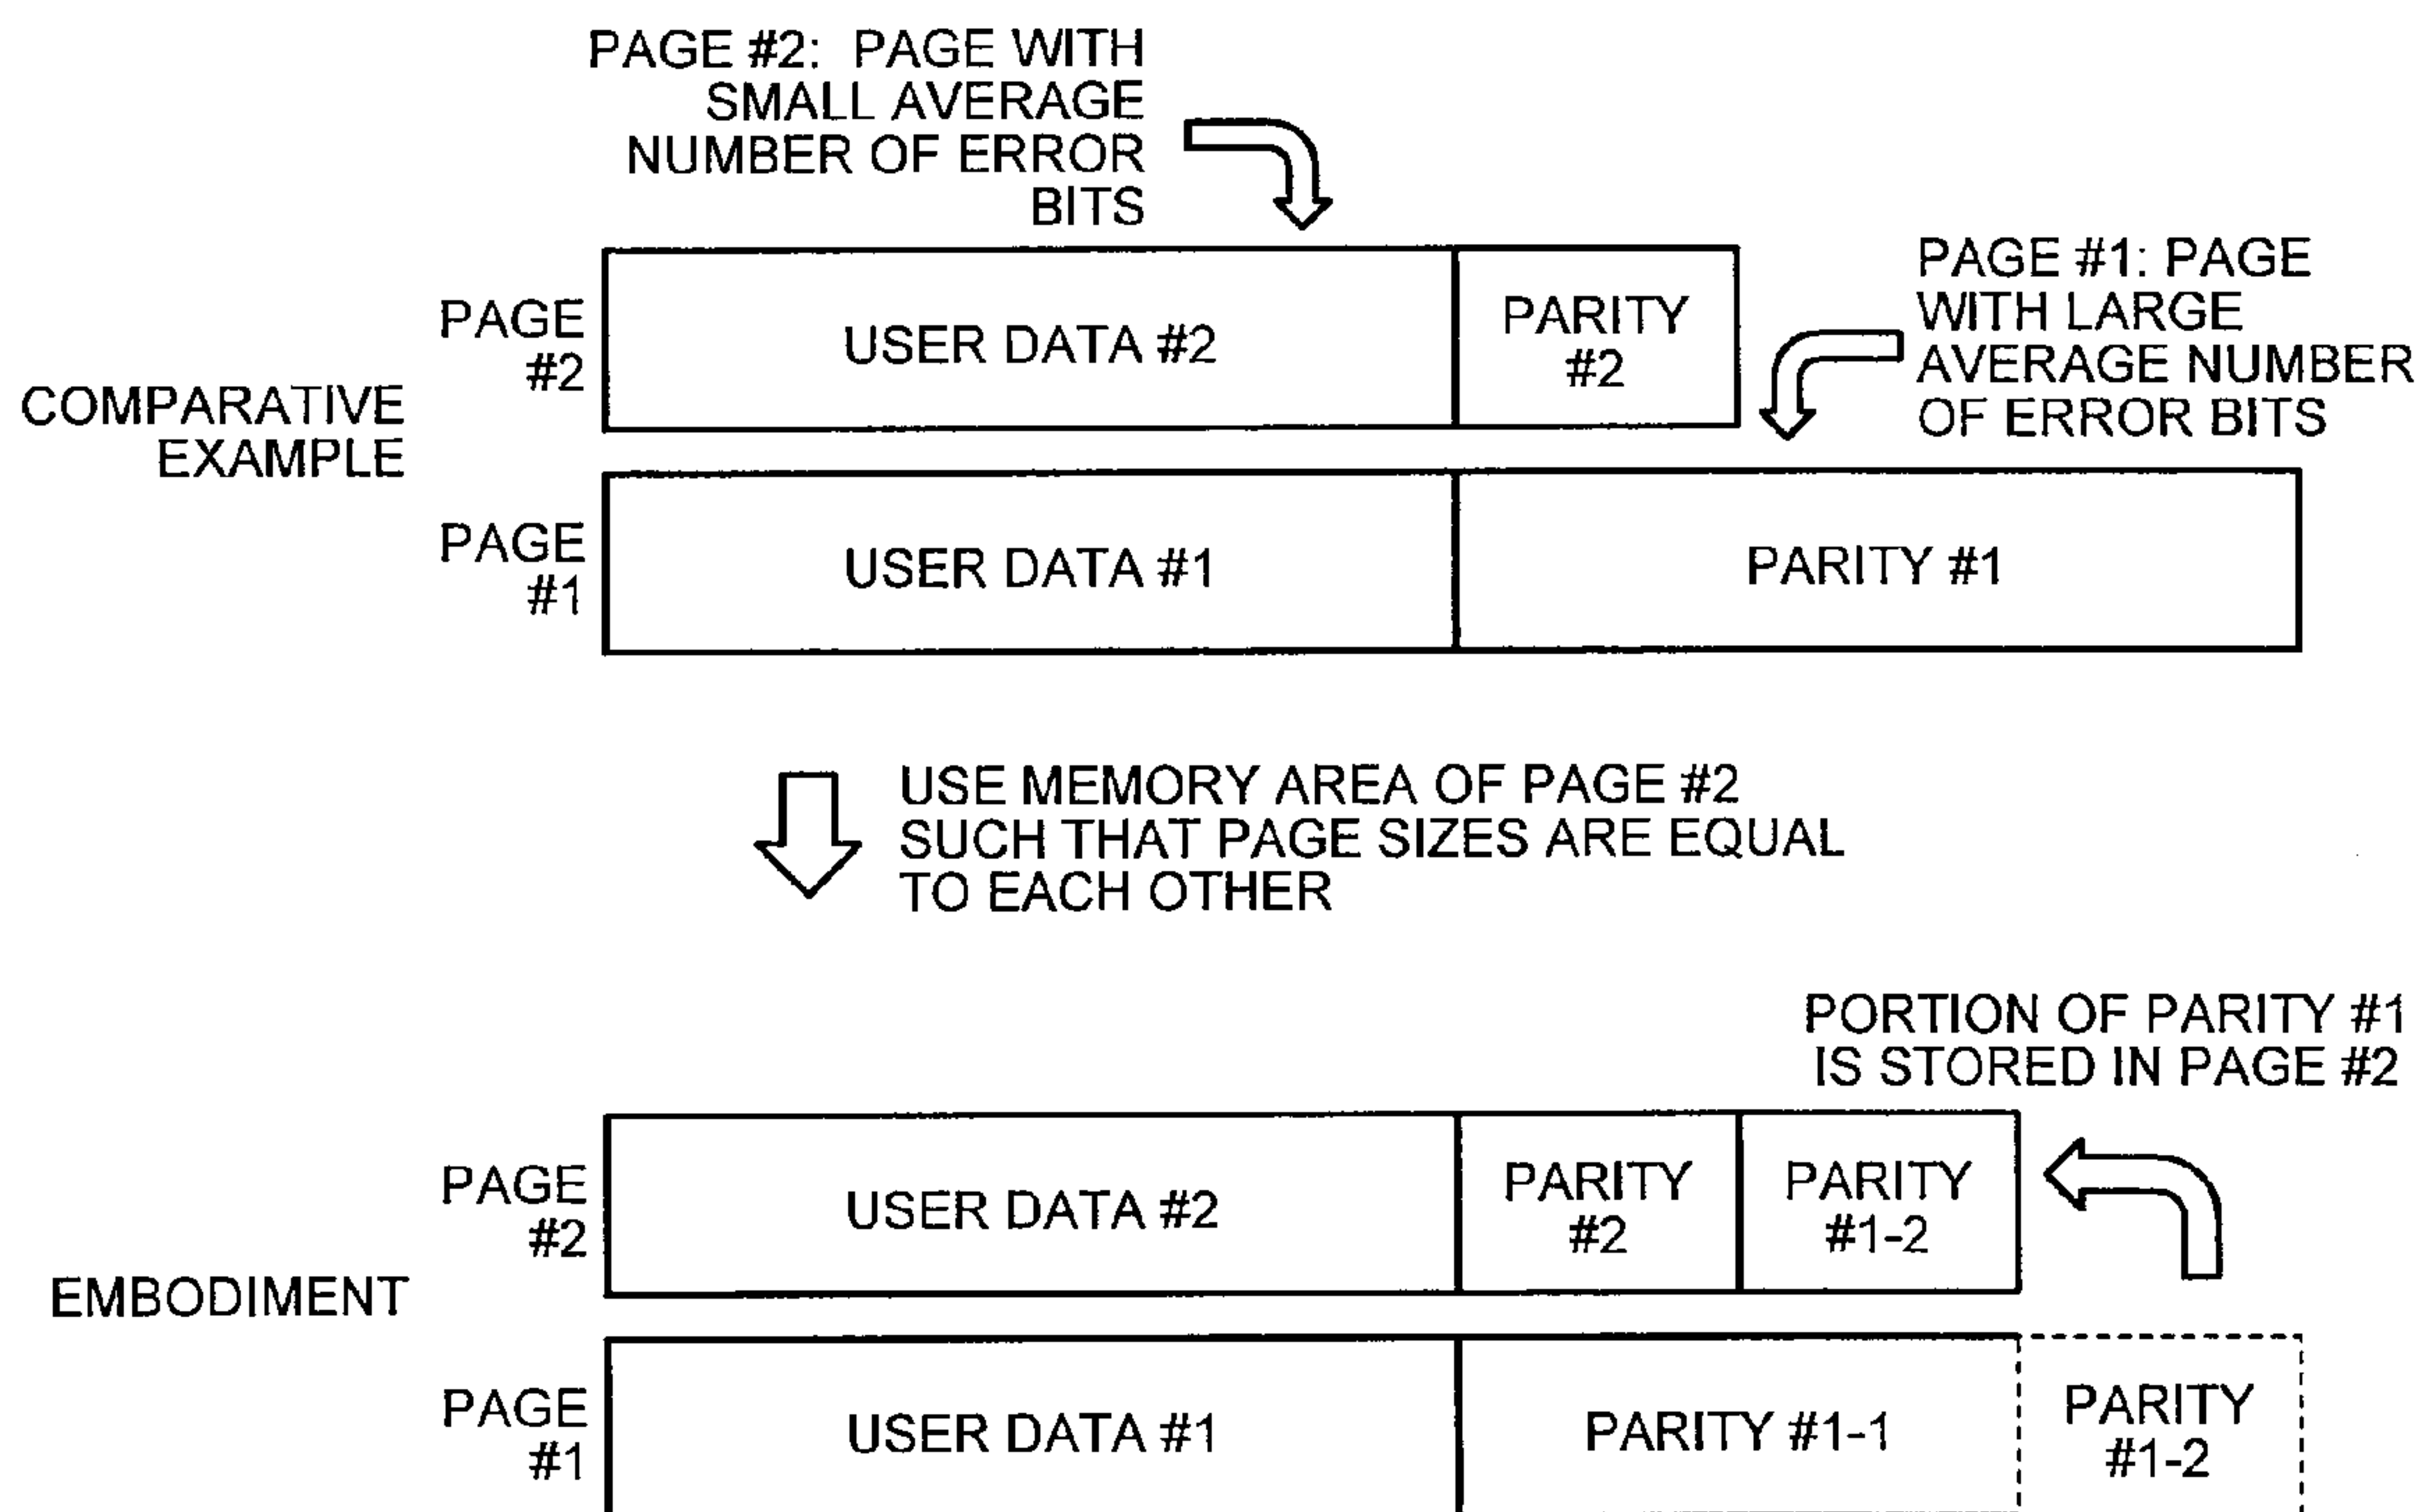 PAGE #2: PAGE WITH
SMALL AVERAGE
NUMBER OF ERROR
BITS
PAGE #1: PAGE
WITH LARGE
AVERAGE NUMBER
OF ERROR BITS
COMPARATIVE
EXAMPLE
PAGE
#2
USER DATA #2
PARITY
#2
PAGE
#1
USER DATA #1
PARITY #1
USE MEMORY AREA OF PAGE #2
SUCH THAT PAGE SIZES ARE EQUAL
TO EACH OTHER
PORTION OF PARITY #1
IS STORED IN PAGE #2
EMBODIMENT
PAGE
#2
USER DATA #2
PARITY
#2
PARITY
#1-2
PAGE
#1
USER DATA #1
PARITY #1-1
PARITY
#1-2